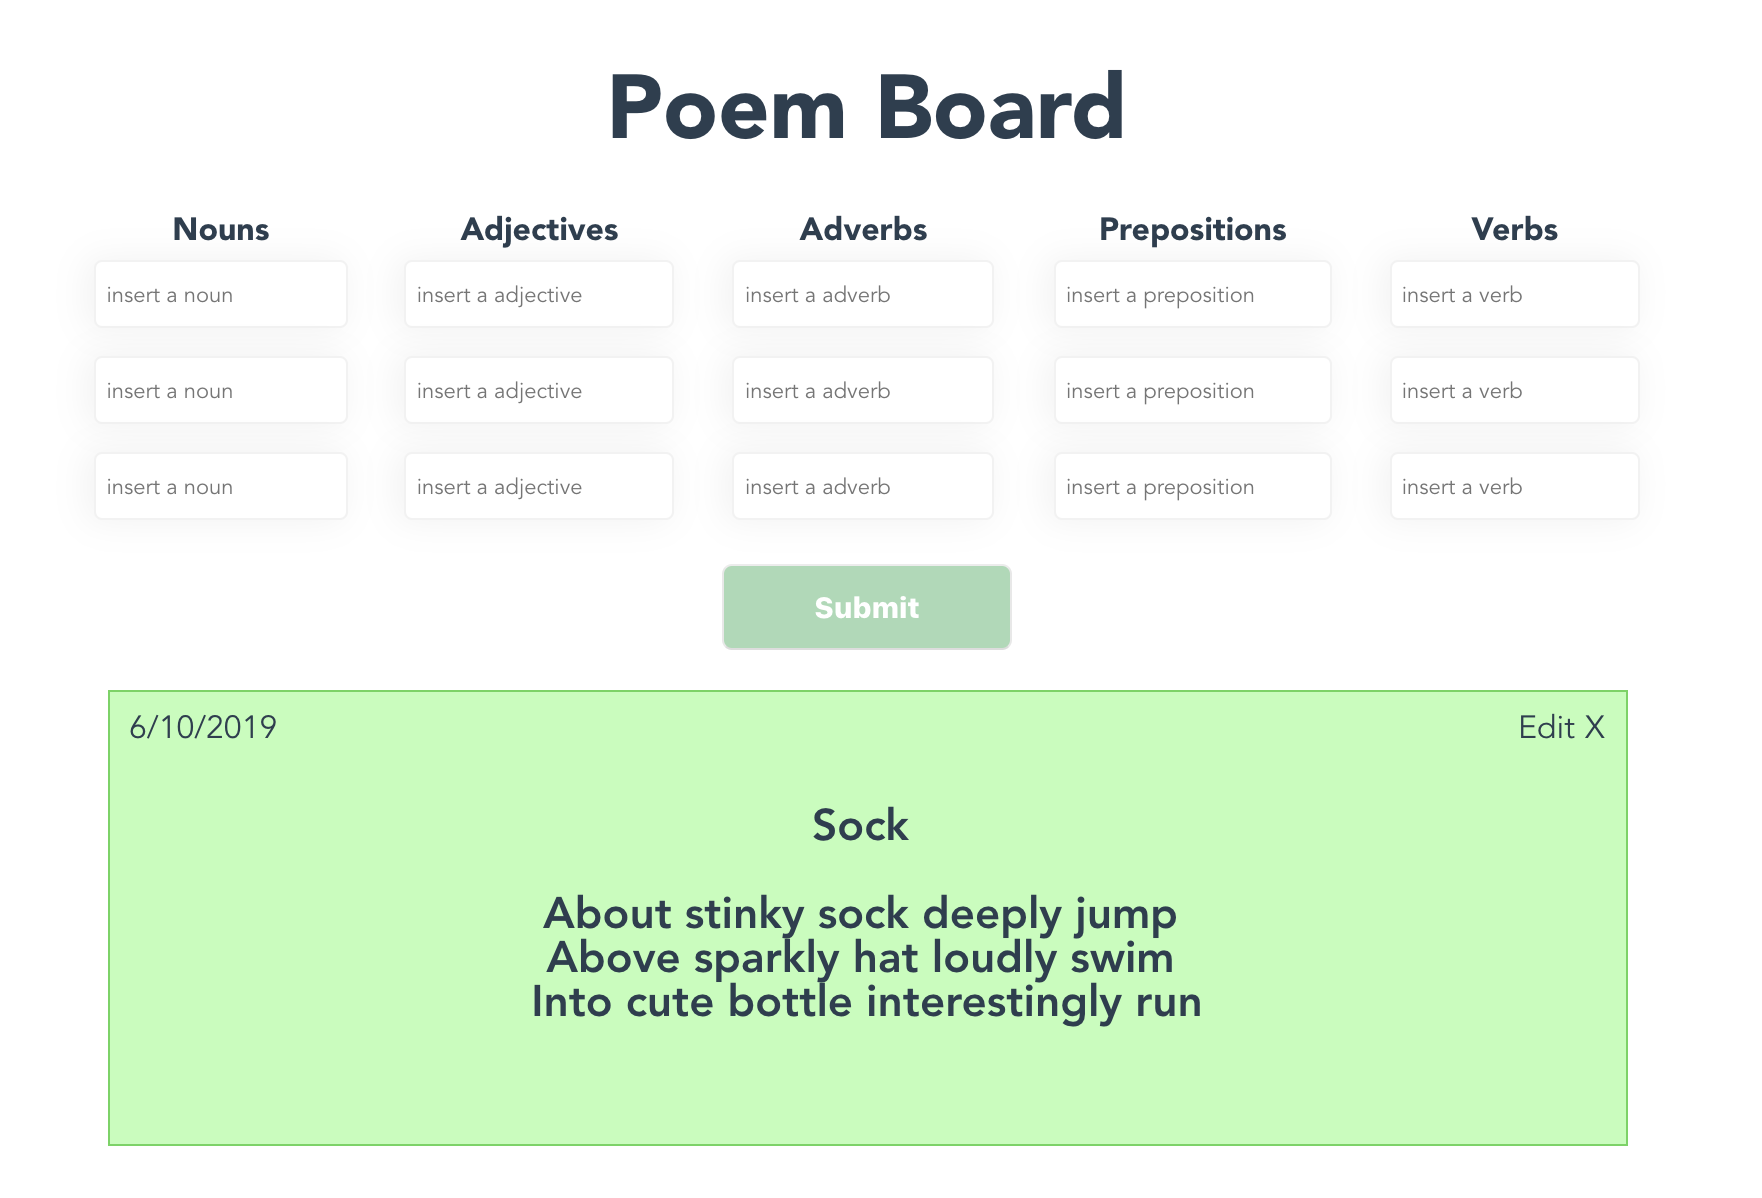 Poem Board
Nouns Adjectives Adverbs Prepositions Verbs
insert a noun insert a adjective insert a adverb insert a preposition insert a verb
insert a noun insert a adjective insert a adverb insert a preposition insert a verb
insert a noun insert a adjective insert a adverb insert a preposition insert a verb
Submit
6/10/2019 Edit X
Sock
About stinky sock deeply jump
Above sparkly hat loudly swim
Into cute bottle interestingly run